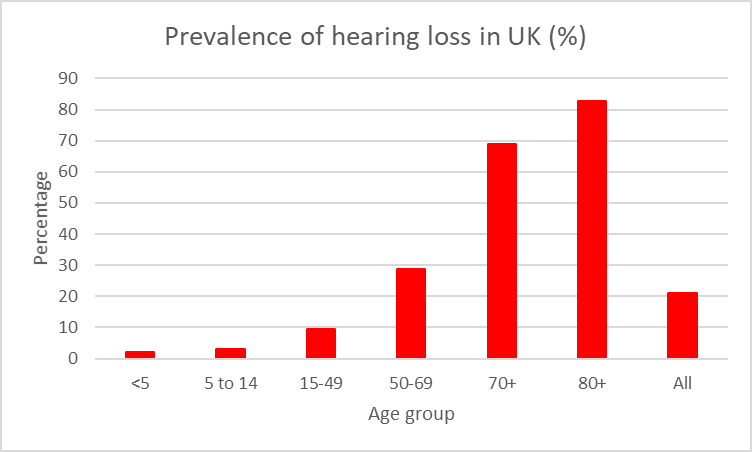 Prevalence of hearing loss in UK (%)
90
80
70
60
50
40
30
20
10
0
Percentage
<5 5 to 14 15-49 50-69 70+ 80+ All
Age group